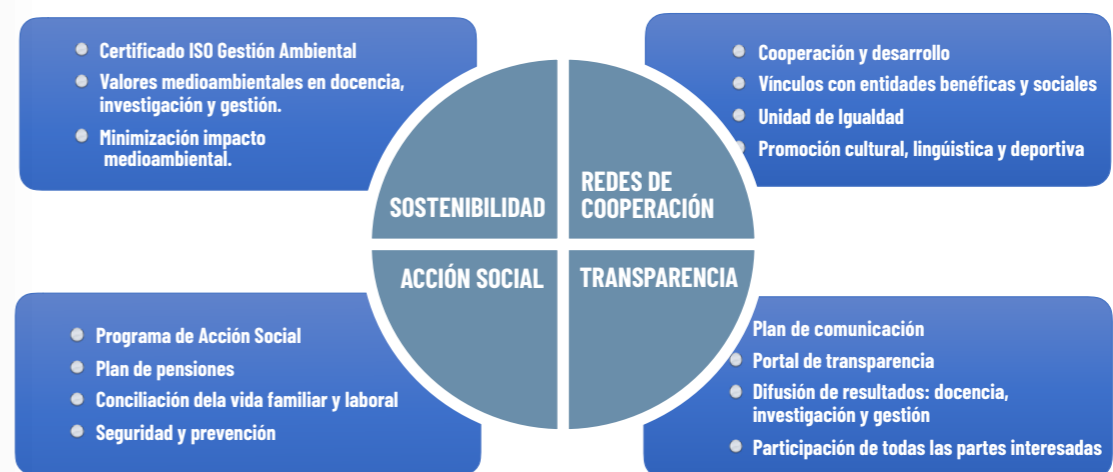 Certificado ISO Gestión Ambiental
Valores medioambientales en docencia,
investigación y gestión.
Minimización impacto
medioambiental.
Cooperación y desarrollo
Vínculos con entidades benéficas y sociales
Unidad de Igualdad
Promoción cultural, lingüistica y deportiva
SOSTENIBILIDAD
REDES DE
COOPERACIÓN
ACCIÓN SOCIAL
TRANSPARENCIA
Programa de Acción Social
Plan de pensiones
Conciliación dela vida familiar y laboral
Seguridad y prevención
Plan de comunicación
Portal de transparencia
Difusión de resultados: docencia,
investigación y gestión
Participación de todas las partes interesadas